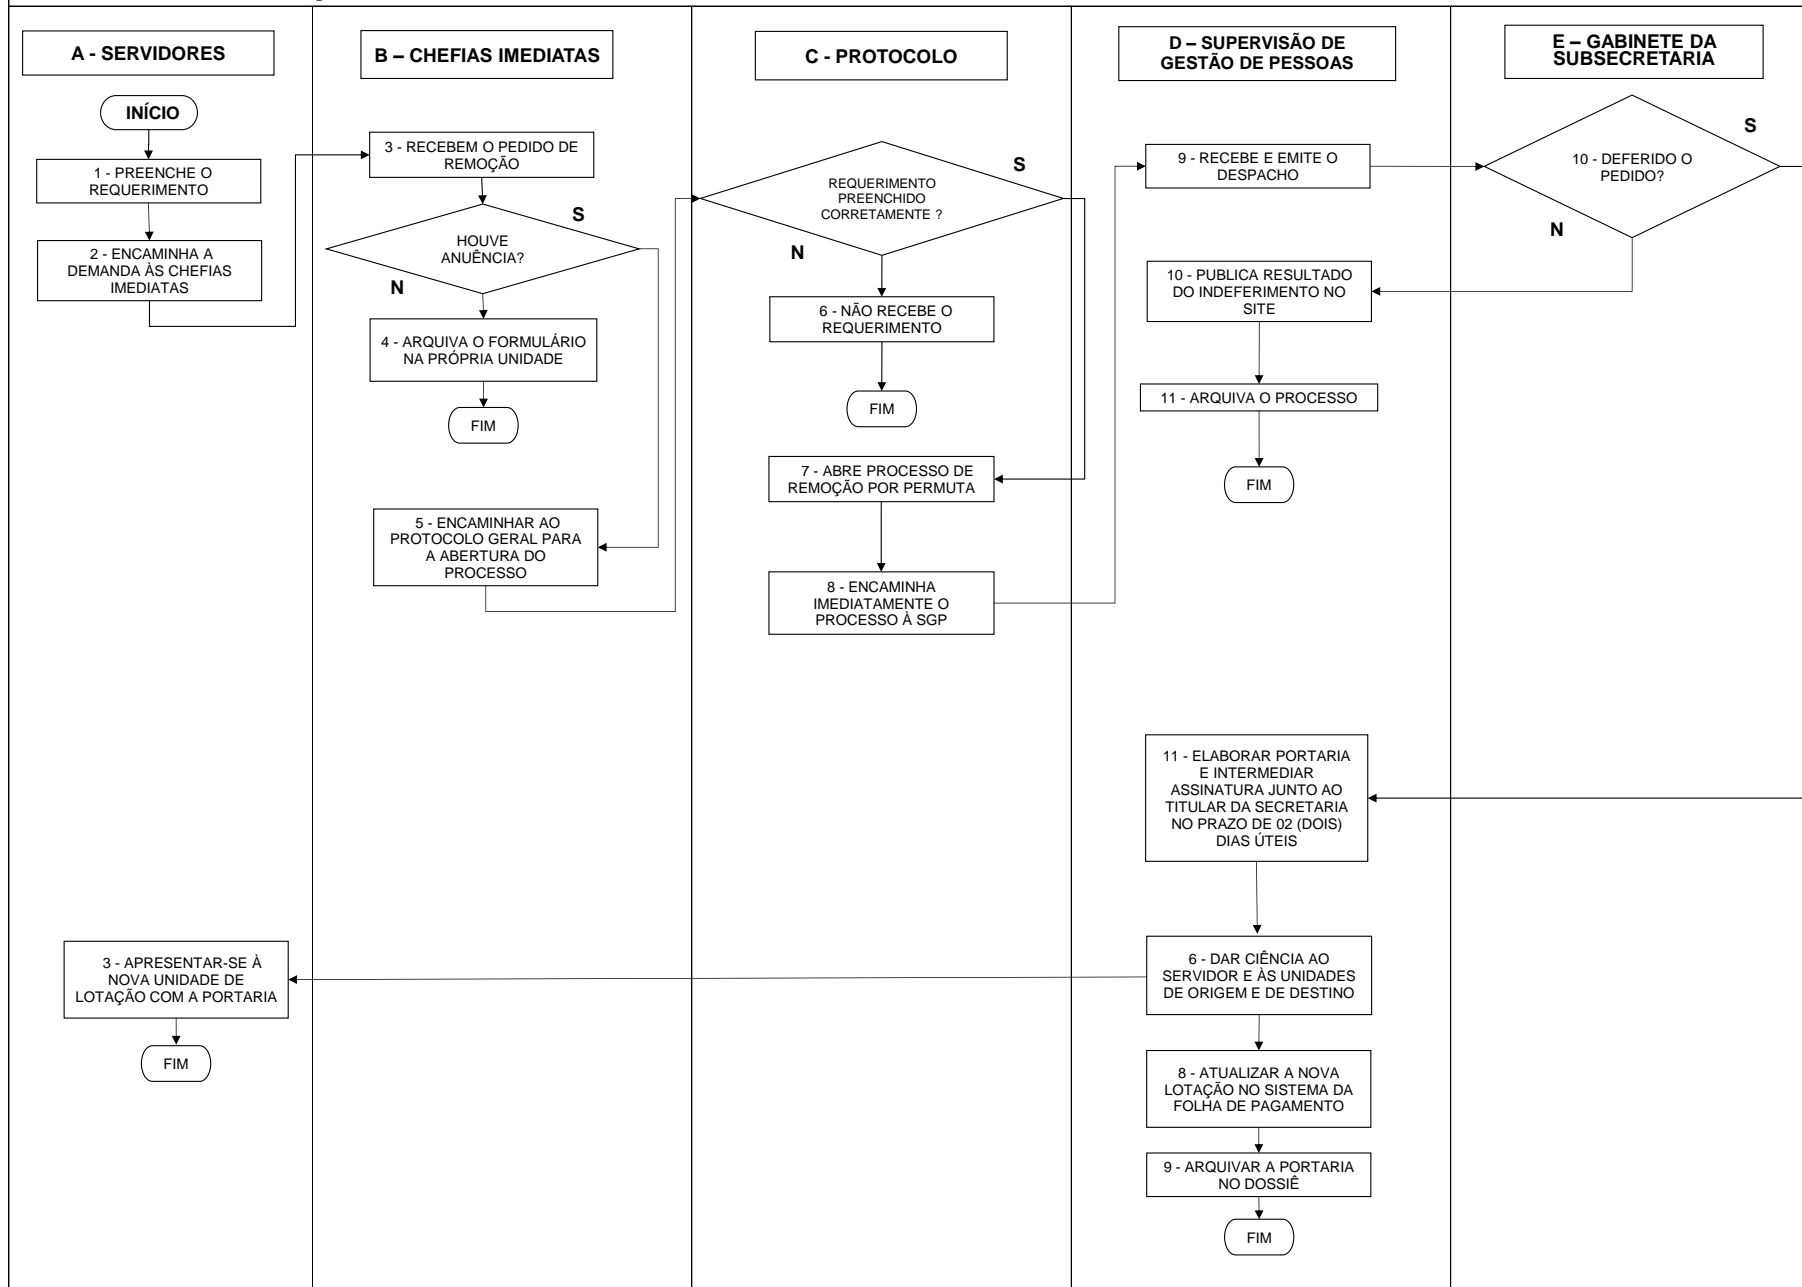 A - SERVIDORES
INÍCIO
1 - PREENCHE O
REQUERIMENTO
2 - ENCAMINHA A
DEMANDA ÀS CHEFIAS
IMEDIATAS
3 - APRESENTAR-SE À
NOVA UNIDADE DE
LOTAÇÃO COM A PORTARIA
FIM
B – CHEFIAS IMEDIATAS
3 - RECEBEM O PEDIDO DE
REMOÇÃO
S
HOUVE
ANUÊNCIA?
N
4 - ARQUIVA O FORMULÁRIO
NA PRÓPRIA UNIDADE
FIM
5 - ENCAMINHAR AO
PROTOCOLO GERAL PARA
A ABERTURA DO
PROCESSO
C - PROTOCOLO
S
REQUERIMENTO
PREENCHIDO
CORRETAMENTE ?
N
6 - NÃO RECEBE O
REQUERIMENTO
FIM
7 - ABRE PROCESSO DE
REMOÇÃO POR PERMUTA
8 - ENCAMINHA
IMEDIATAMENTE O
PROCESSO À SGP
D – SUPERVISÃO DE
GESTÃO DE PESSOAS
9 - RECEBE E EMITE O
DESPACHO
10 - PUBLICA RESULTADO
DO INDEFERIMENTO NO
SITE
11 - ARQUIVA O PROCESSO
FIM
11 - ELABORAR PORTARIA
E INTERMEDIAR
ASSINATURA JUNTO AO
TITULAR DA SECRETARIA
NO PRAZO DE 02 (DOIS)
DIAS ÚTEIS
6 - DAR CIÊNCIA AO
SERVIDOR E ÀS UNIDADES
DE ORIGEM E DE DESTINO
8 - ATUALIZAR A NOVA
LOTAÇÃO NO SISTEMA DA
FOLHA DE PAGAMENTO
9 - ARQUIVAR A PORTARIA
NO DOSSIÊ
FIM
E – GABINETE DA
SUBSECRETARIA
S
10 - DEFERIDO O
PEDIDO?
N